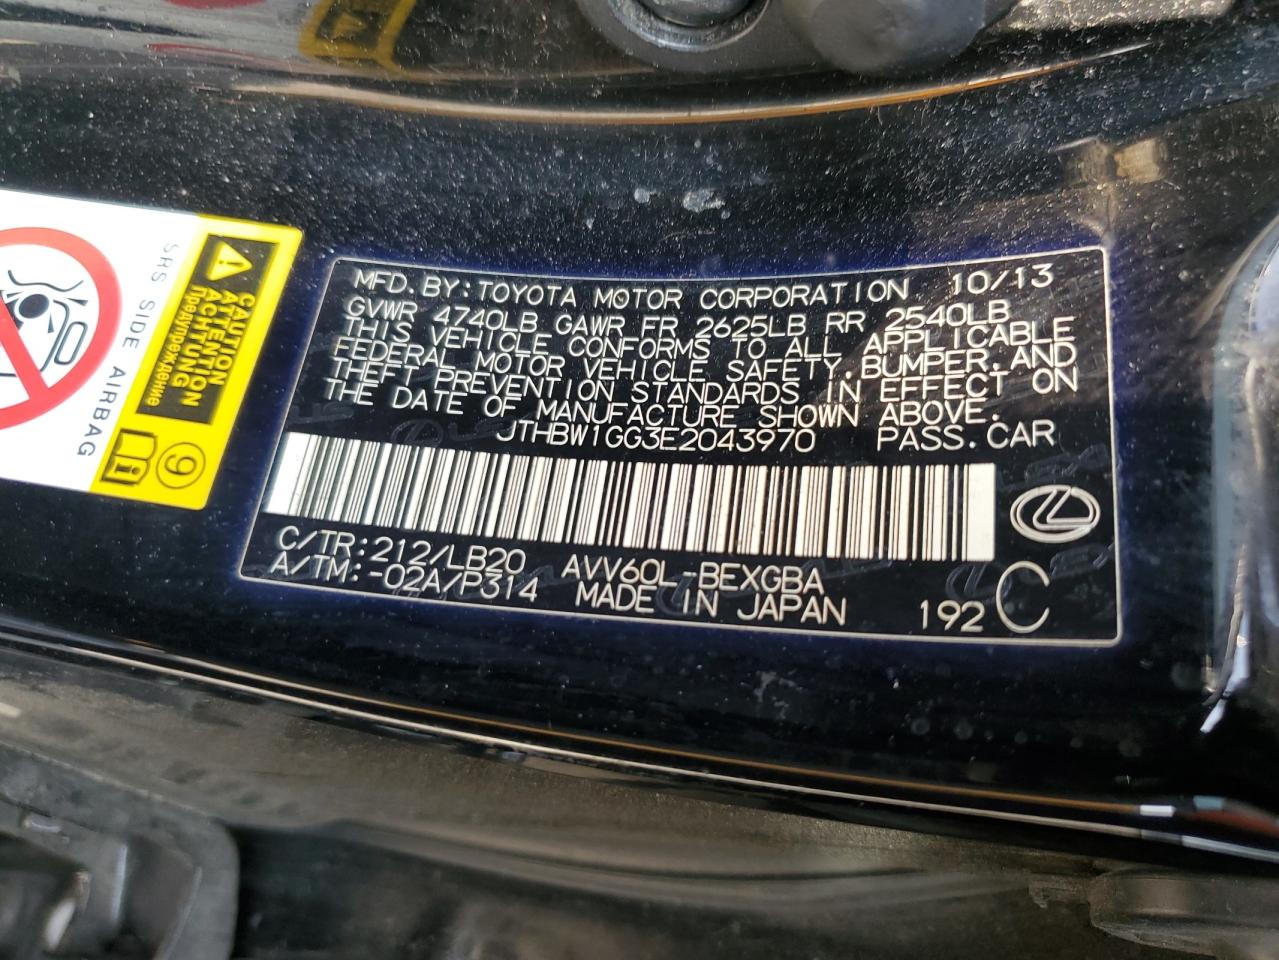 SRS SIDE AIRBAG
CAUTION
ATTENTION
ACHTUNG
Предупреждение
9
MFD. BY: TOYOTA MOTOR CORPORATION 10/13
GVWR 4740LB GAWR FR 2625LB RR 2540LB
THIS VEHICLE CONFORMS TO ALL APPLICABLE
FEDERAL MOTOR VEHICLE SAFETY, BUMPER, AND
THEFT PREVENTION STANDARDS IN EFFECT ON
THE DATE OF MANUFACTURE SHOWN ABOVE.
JTHBW1GG3E2043970 PASS. CAR
C/TR: 212/LB20 AVV60L-BEXGBA
A/TM: -02A/P314 MADE IN JAPAN 192 C